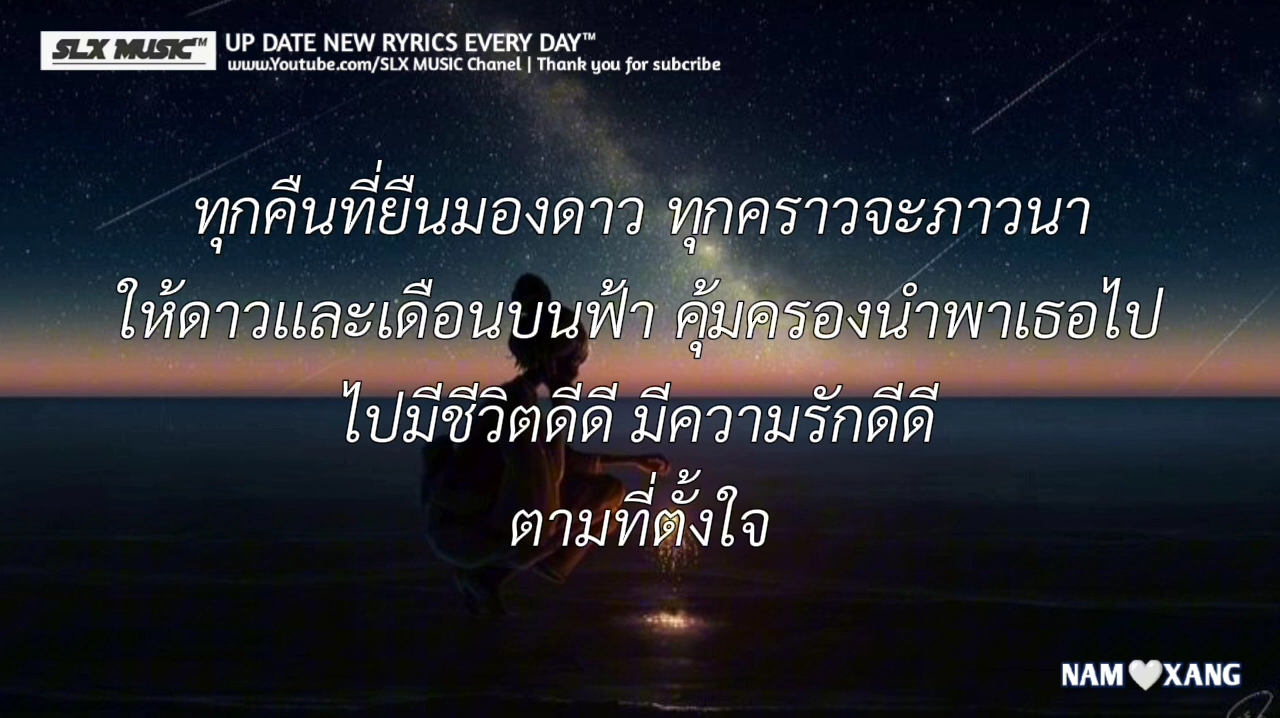 SLX MUSIC™ UP DATE NEW RYRICS EVERY DAY™
www.Youtube.com/SLX MUSIC Chanel | Thank you for subcribe
ทุกคืนที่ยืนมองดาว ทุกคราวจะภาวนา
ให้ดาวและเดือนบนฟ้า คุ้มครองนำพาเธอไป
ไปมีชีวิตดีดี มีความรักดีดี
ตามที่ตั้งใจ
NAM🤍XANG